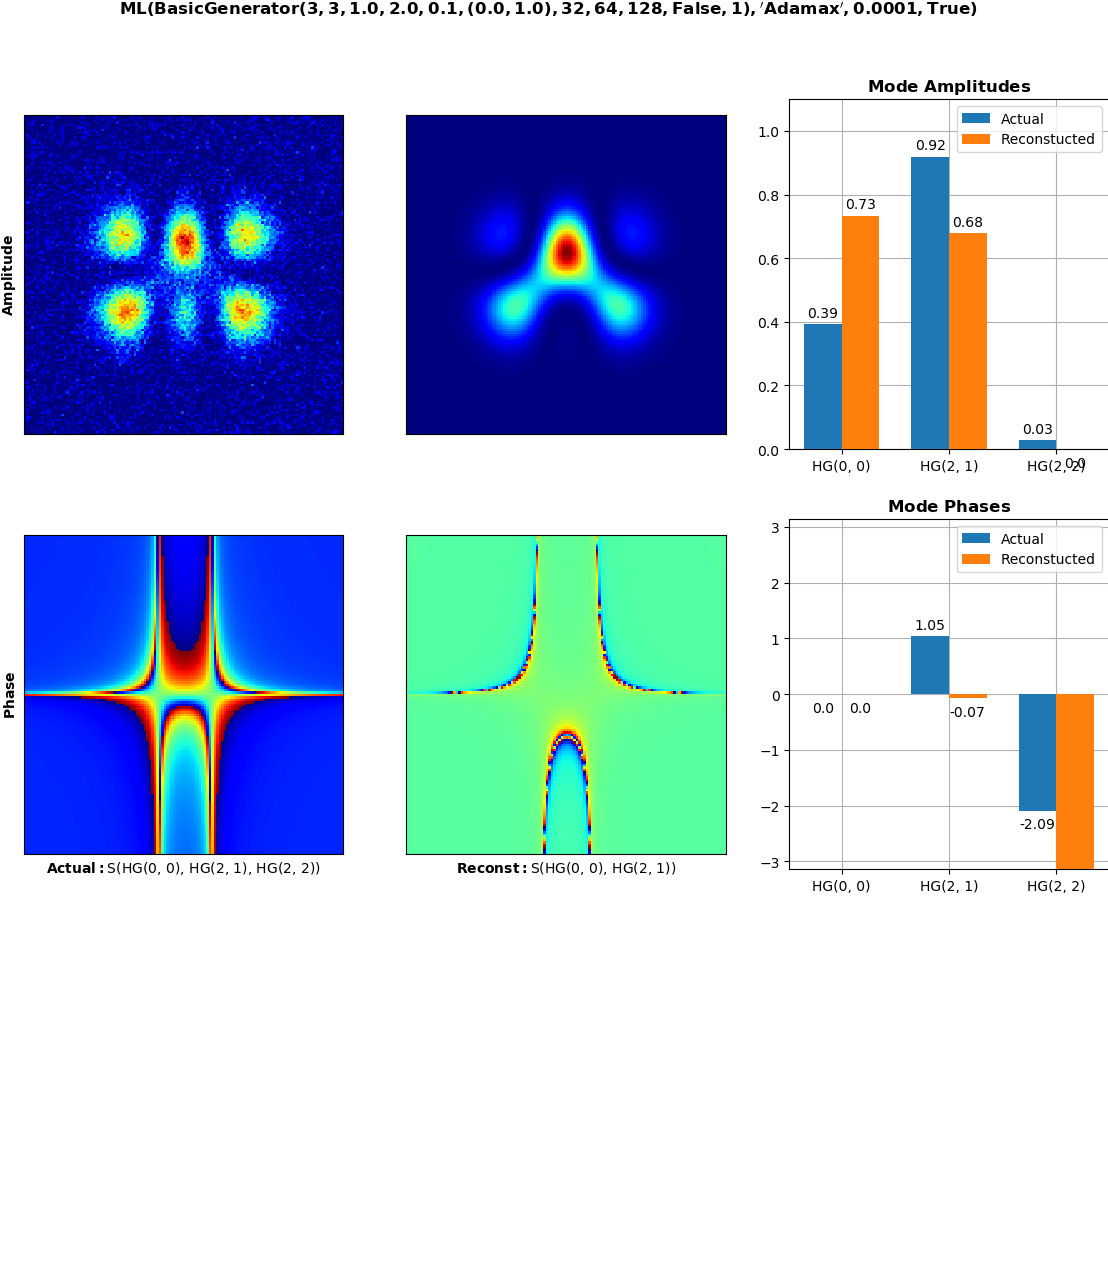 ML(BasicGenerator(3, 3, 1.0, 2.0, 0.1, (0.0, 1.0), 32, 64, 128, False, 1), ′Adamax′, 0.0001, True)
Amplitude
Mode Amplitudes
Actual
Reconstucted
1.0
0.8
0.6
0.4
0.2
0.0
0.39
0.73
0.92
0.68
0.03
0.0
HG(0, 0)
HG(2, 1)
HG(2, 2)
Phase
Actual: S(HG(0, 0), HG(2, 1), HG(2, 2))
Reconst: S(HG(0, 0), HG(2, 1))
Mode Phases
Actual
Reconstucted
3
2
1
0
−1
−2
−3
0.0
0.0
1.05
-0.07
-2.09
HG(0, 0)
HG(2, 1)
HG(2, 2)